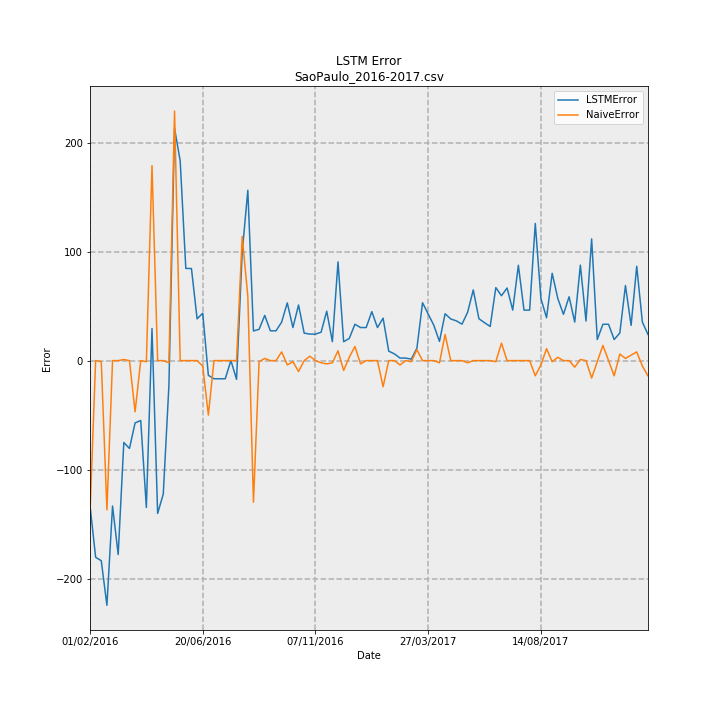 LSTM Error
SaoPaulo_2016-2017.csv
LSTMError
NaiveError
200
100
0
−100
−200
Error
01/02/2016 20/06/2016 07/11/2016 27/03/2017 14/08/2017
Date